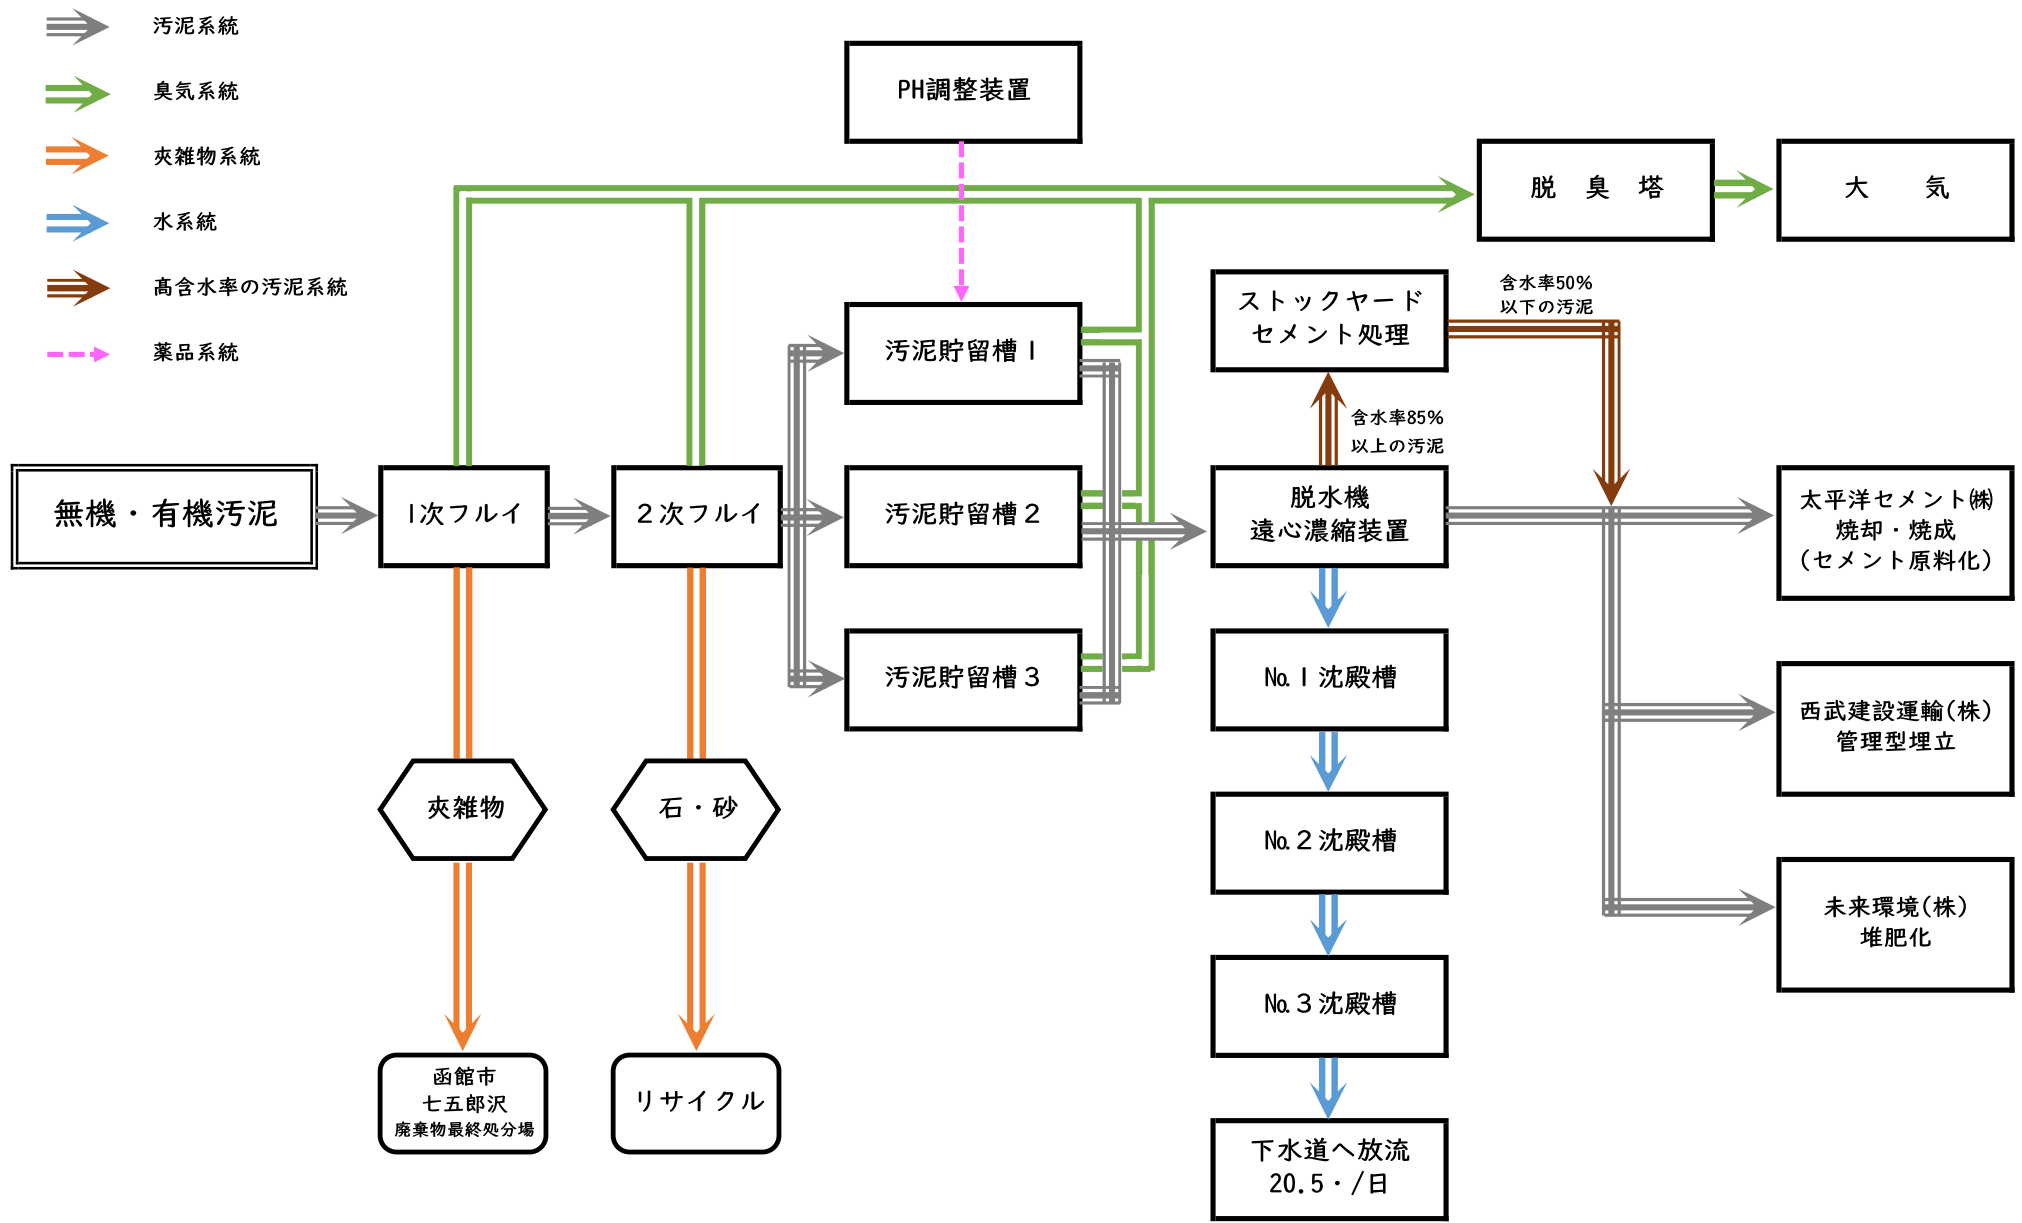 汚泥系統
臭気系統
夾雑物系統
水系統
髙含水率の汚泥系統
薬品系統
PH調整装置
脱 臭 塔
大 気
ストックヤード
セメント処理
含水率50%
以下の汚泥
含水率85%
以上の汚泥
無機・有機汚泥
1次フルイ
2次フルイ
汚泥貯留槽1
汚泥貯留槽2
汚泥貯留槽3
脱水機
遠心濃縮装置
太平洋セメント㈱
焼却・焼成
(セメント原料化)
西武建設運輸(株)
管理型埋立
未来環境(株)
堆肥化
№1沈殿槽
№2沈殿槽
№3沈殿槽
下水道へ放流
20.5・/日
夾雑物
石・砂
函館市
七五郎沢
廃棄物最終処分場
リサイクル